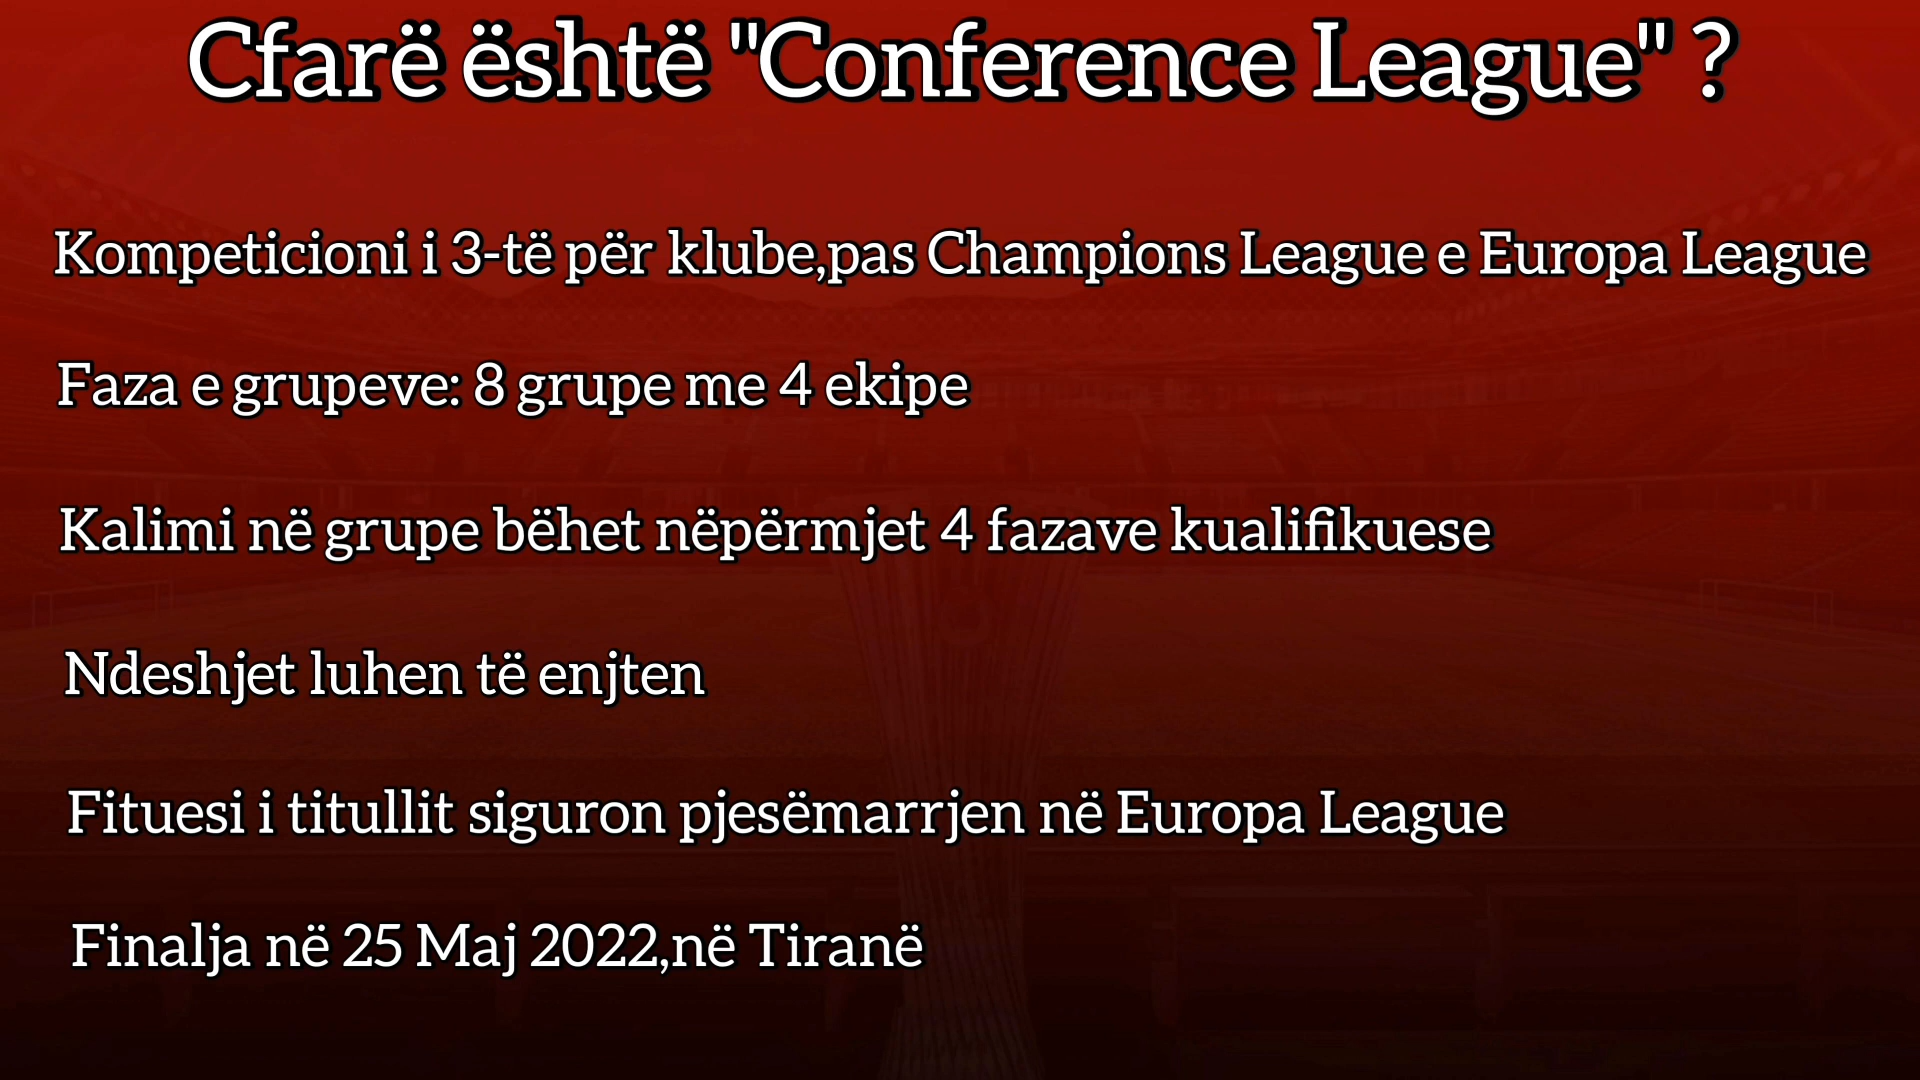 Cfarë është "Conference League" ?
Kompeticioni i 3-të për klube,pas Champions League e Europa League
Faza e grupeve: 8 grupe me 4 ekipe
Kalimi në grupe bëhet nëpërmjet 4 fazave kualifikuese
Ndeshjet luhen të enjten
Fituesi i titullit siguron pjesëmarrjen në Europa League
Finalja në 25 Maj 2022,në Tiranë